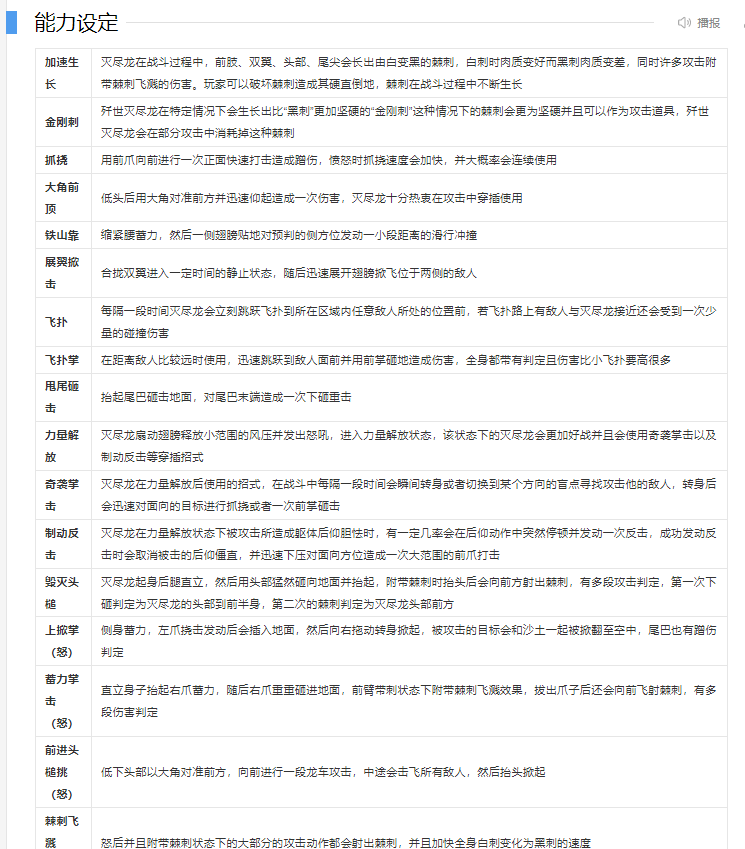 能力设定
播报
加速生
长
灭尽龙在战斗过程中，前肢、双翼、头部、尾尖会长出由白变黑的棘刺，白刺时肉质变好而黑刺肉质变差，同时许多攻击附
带棘刺飞溅的伤害。玩家可以破坏棘刺造成其硬直倒地，棘刺在战斗过程中不断生长
金刚刺
歼世灭尽龙在特定情况下会生长出比“黑刺”更加坚硬的“金刚刺”这种情况下的棘刺会更为坚硬并且可以作为攻击道具，歼世
灭尽龙会在部分攻击中消耗掉这种棘刺
抓挠
用前爪向前进行一次正面快速打击造成蹭伤，愤怒时抓挠速度会加快，并大概率会连续使用
大角前
顶
低头后用大角对准前方并迅速仰起造成一次伤害，灭尽龙十分热衷在攻击中穿插使用
铁山靠
缩紧腰蓄力，然后一侧翅膀贴地对预判的侧方位发动一小段距离的滑行冲撞
展翼掀
击
合拢双翼进入一定时间的静止状态，随后迅速展开翅膀掀飞位于两侧的敌人
飞扑
每隔一段时间灭尽龙会立刻跳跃飞扑到所在区域内任意敌人所处的位置前，若飞扑路上有敌人与灭尽龙接近还会受到一次少
量的碰撞伤害
飞扑掌
在距离敌人比较远时使用，迅速跳跃到敌人面前并用前掌砸地造成伤害，全身都带有判定且伤害比小飞扑要高很多
甩尾砸
击
抬起尾巴砸击地面，对尾巴末端造成一次下砸重击
力量解
放
灭尽龙扇动翅膀释放小范围的风压并发出怒吼，进入力量解放状态，该状态下的灭尽龙会更加好战并且会使用奇袭掌击以及
制动反击等穿插招式
奇袭掌
击
灭尽龙在力量解放后使用的招式，在战斗中每隔一段时间会瞬间转身或者切换到某个方向的盲点寻找攻击他的敌人，转身后
会迅速对面向的目标进行抓挠或者一次前掌砸击
制动反
击
灭尽龙在力量解放状态下被攻击所造成躯体后仰胆怯时，有一定几率会在后仰动作中突然停顿并发动一次反击，成功发动反
击时会取消被击的后仰僵直，并迅速下压对面向方位造成一次大范围的前爪打击
毁灭头
槌
灭尽龙起身后腿直立，然后用头部猛然砸向地面并抬起，附带棘刺时抬头后会向前方射出棘刺，有多段攻击判定，第一次下
砸判定为灭尽龙的头部到前半身，第二次的棘刺判定为灭尽龙头部前方
上掀掌
（怒）
侧身蓄力，左爪挠击发动后会插入地面，然后向右拖动转身掀起，被攻击的目标会和沙土一起被掀翻至空中，尾巴也有蹭伤
判定
蓄力掌
击
（怒）
直立身子抬起右爪蓄力，随后右爪重重砸进地面，前臂带刺状态下附带棘刺飞溅效果，拔出爪子后还会向前飞射棘刺，有多
段伤害判定
前进头
槌挑
（怒）
低下头部以大角对准前方，向前进行一段龙车攻击，中途会击飞所有敌人，然后抬头掀起
棘刺飞
溅
怒后并且附带棘刺状态下的大部分的攻击动作都会射出棘刺，并且加快全身白刺变化为黑刺的速度